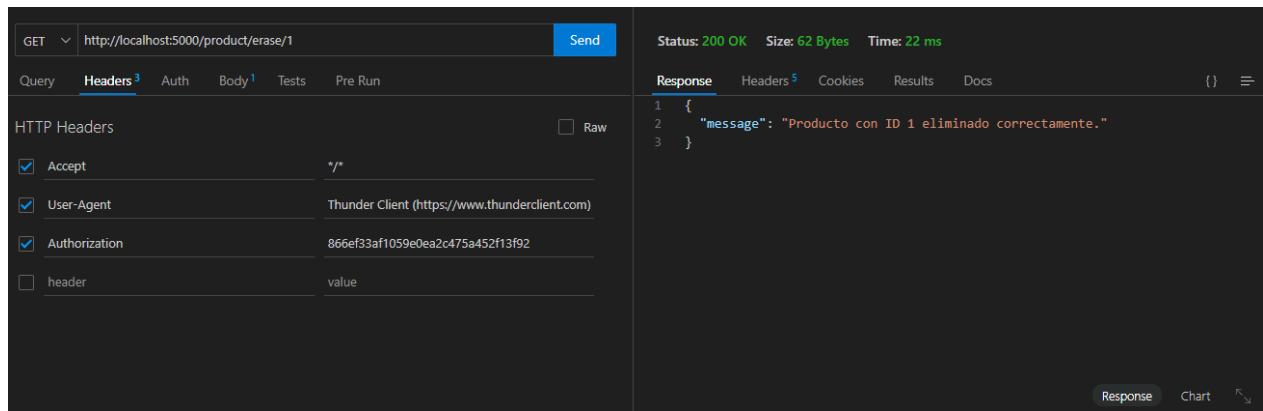 GET http://localhost:5000/product/erase/1 Send
Query Headers 3 Auth Body 1 Tests Pre Run
HTTP Headers Raw
Accept */*
User-Agent Thunder Client (https://www.thunderclient.com)
Authorization 866ef33af1059e0ea2c475a452f13f92
header value
Status: 200 OK Size: 62 Bytes Time: 22 ms
Response Headers 5 Cookies Results Docs {}
1 {
2 "message": "Producto con ID 1 eliminado correctamente."
3 }
Response Chart